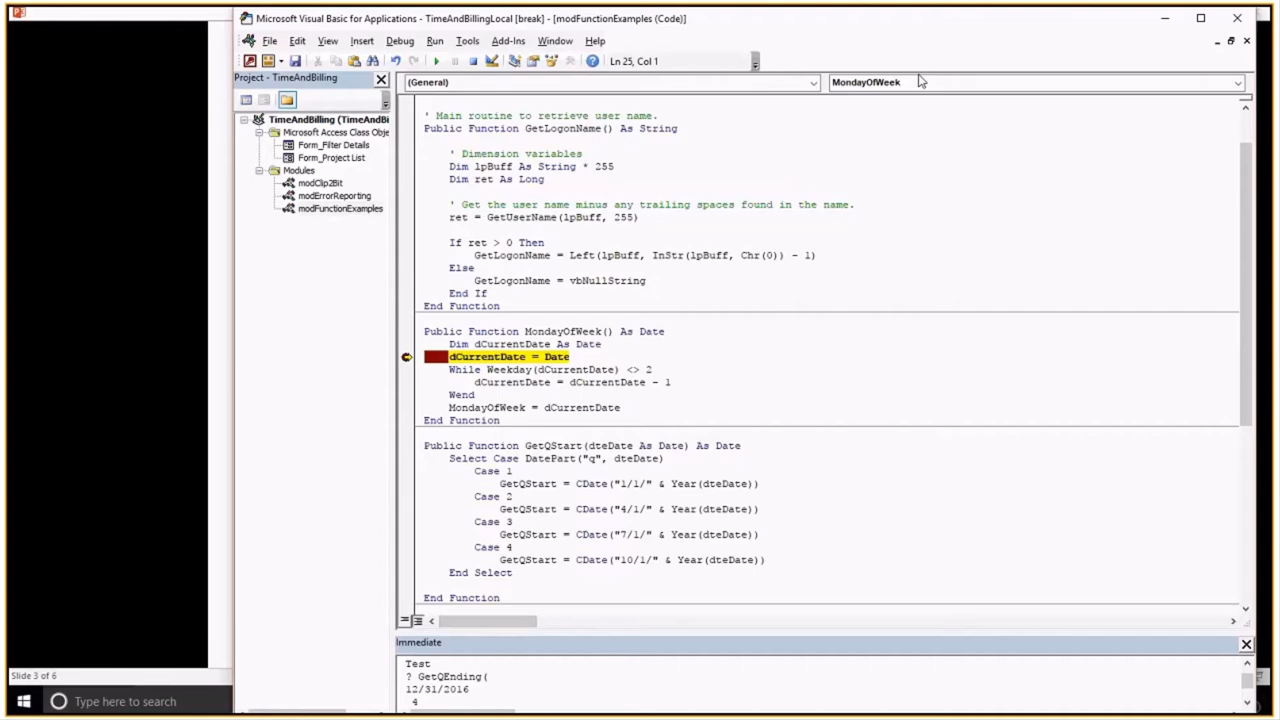 Microsoft Visual Basic for Applications - TimeAndBillingLocal [break] - [modFunctionExamples (Code)]
File Edit View Insert Debug Run Tools Add-Ins Window Help
Ln 25, Col 1
Project - TimeAndBilling
(General)
MondayOfWeek
TimeAndBilling (TimeAndBi
Microsoft Access Class Obje
Form_Filter Details
Form_Project List
Modules
modClip2Bit
modErrorReporting
modFunctionExamples
' Main routine to retrieve user name.
Public Function GetLogonName() As String
' Dimension variables
Dim lpBuff As String * 255
Dim ret As Long
' Get the user name minus any trailing spaces found in the name.
ret = GetUserName(lpBuff, 255)
If ret > 0 Then
GetLogonName = Left(lpBuff, InStr(lpBuff, Chr(0)) - 1)
Else
GetLogonName = vbNullString
End If
End Function
Public Function MondayOfWeek() As Date
Dim dCurrentDate As Date
dCurrentDate = Date
While Weekday(dCurrentDate) <> 2
dCurrentDate = dCurrentDate - 1
Wend
MondayOfWeek = dCurrentDate
End Function
Public Function GetQStart(dteDate As Date) As Date
Select Case DatePart("q", dteDate)
Case 1
GetQStart = CDate("1/1/" & Year(dteDate))
Case 2
GetQStart = CDate("4/1/" & Year(dteDate))
Case 3
GetQStart = CDate("7/1/" & Year(dteDate))
Case 4
GetQStart = CDate("10/1/" & Year(dteDate))
End Select
End Function
Immediate
Test
? GetQEnding(
12/31/2016
4
Slide 3 of 6
Type here to search